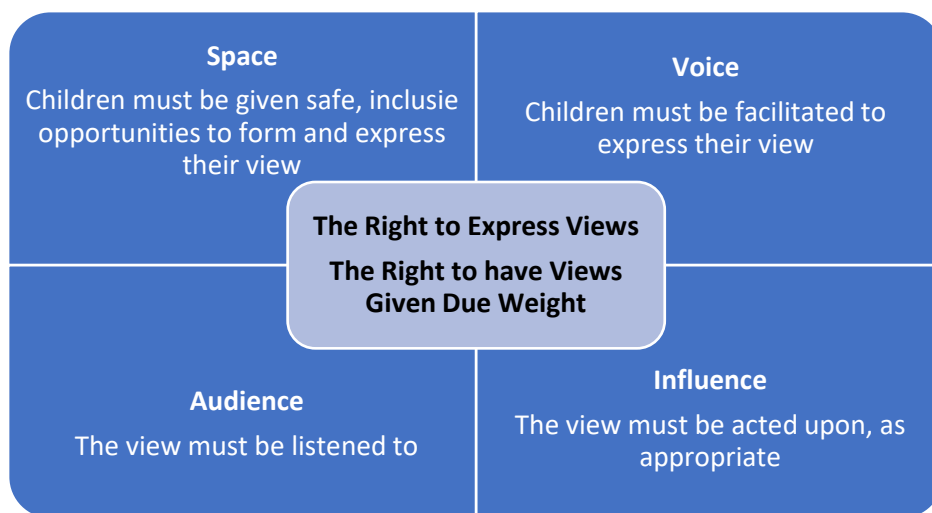 Space
Children must be given safe, inclusie
opportunities to form and express
their view
Voice
Children must be facilitated to
express their view
The Right to Express Views
The Right to have Views
Given Due Weight
Audience
The view must be listened to
Influence
The view must be acted upon, as
appropriate